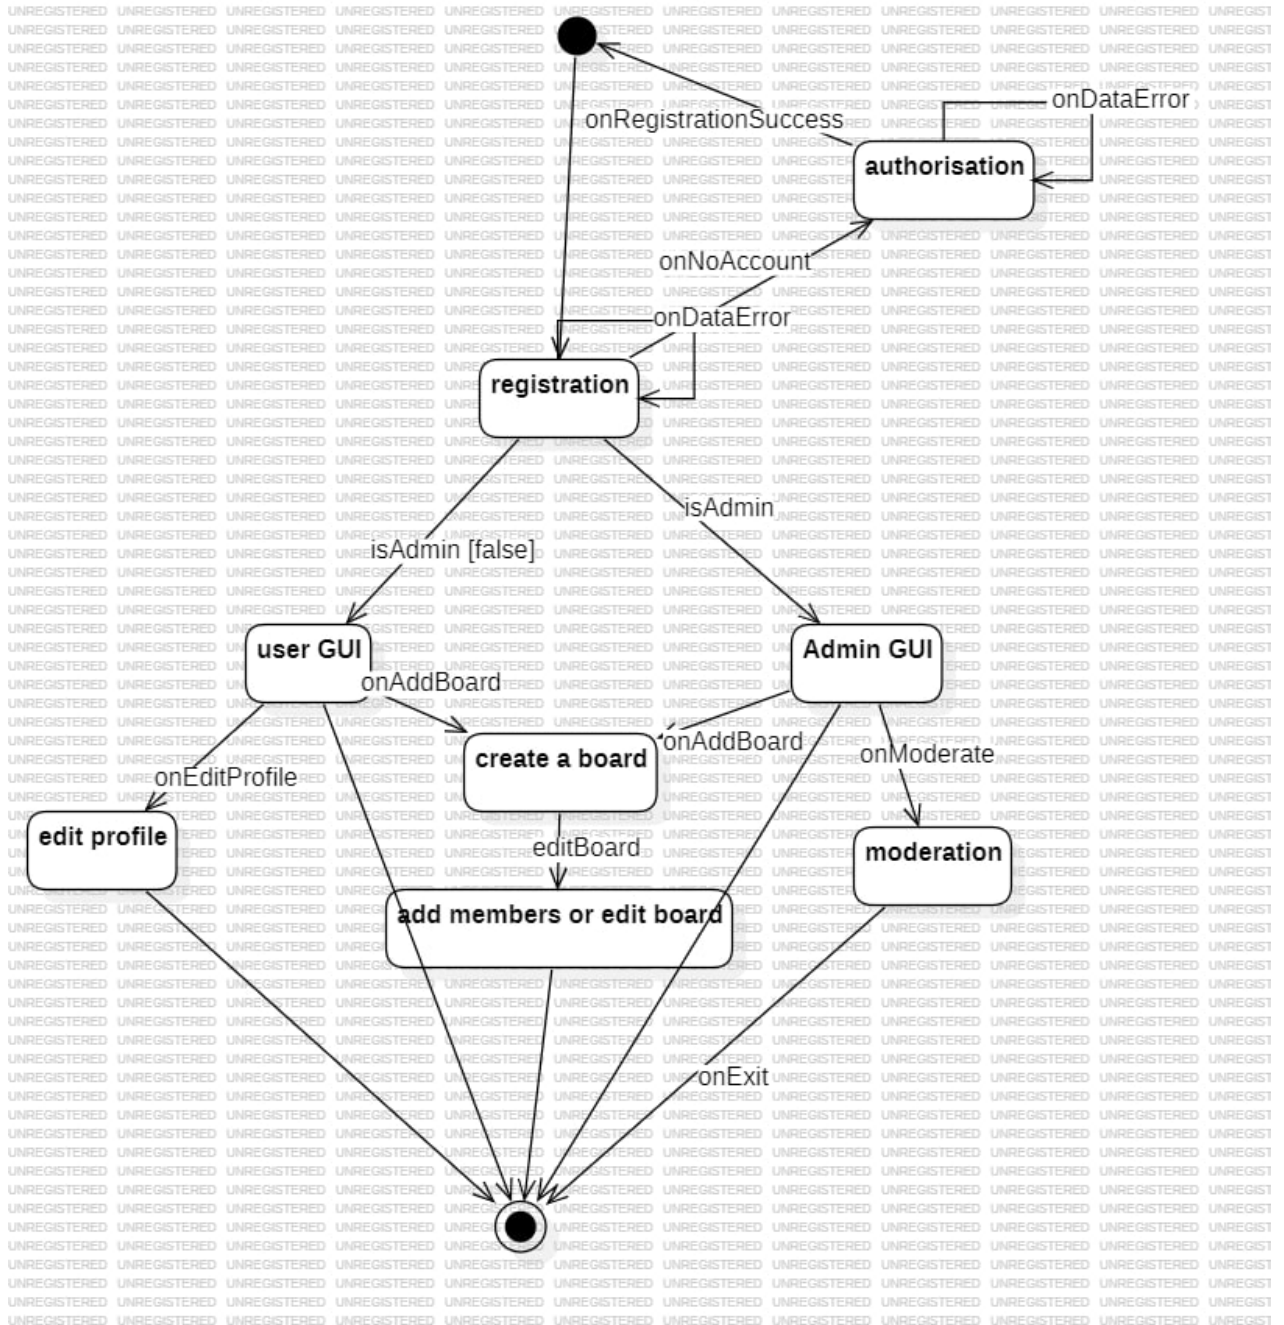 onDataError
onRegistrationSuccess
authorisation
onNoAccount
onDataError
registration
isAdmin
isAdmin [false]
user GUI
Admin GUI
onAddBoard
onAddBoard
create a board
onModerate
onEditProfile
edit profile
editBoard
moderation
add members or edit board
onExit
UNREGISTERED